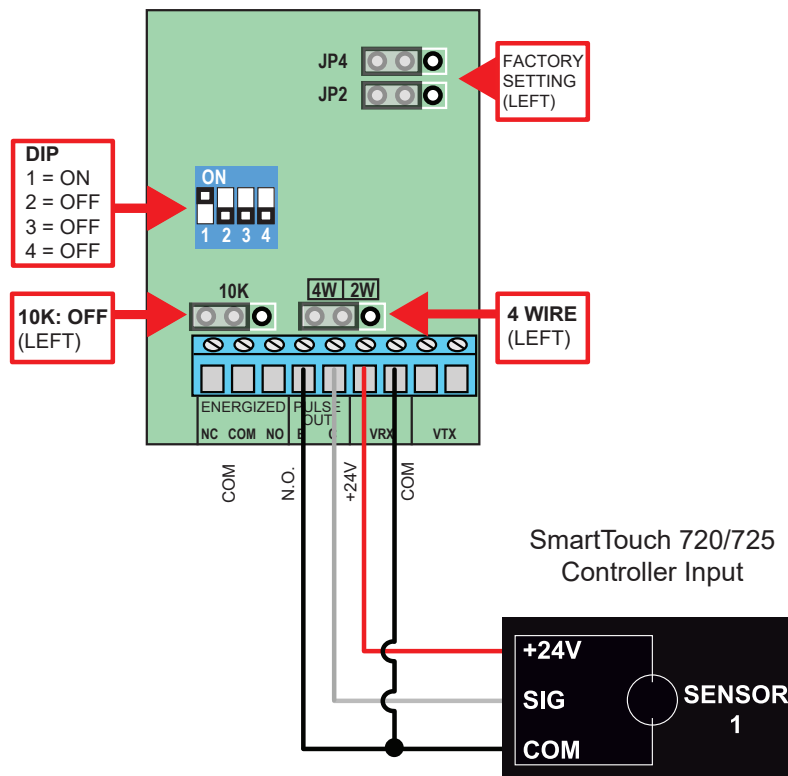 JP4
JP2
FACTORY
SETTING
(LEFT)
DIP
1 = ON
2 = OFF
3 = OFF
4 = OFF
ON
1 2 3 4
10K: OFF
(LEFT)
10K
4W 2W
4 WIRE
(LEFT)
ENERGIZED
PULSE
OUT
NC COM NO E C VRX VTX
COM
N.O.
+24V
COM
SmartTouch 720/725
Controller Input
+24V
SIG
COM
SENSOR
1